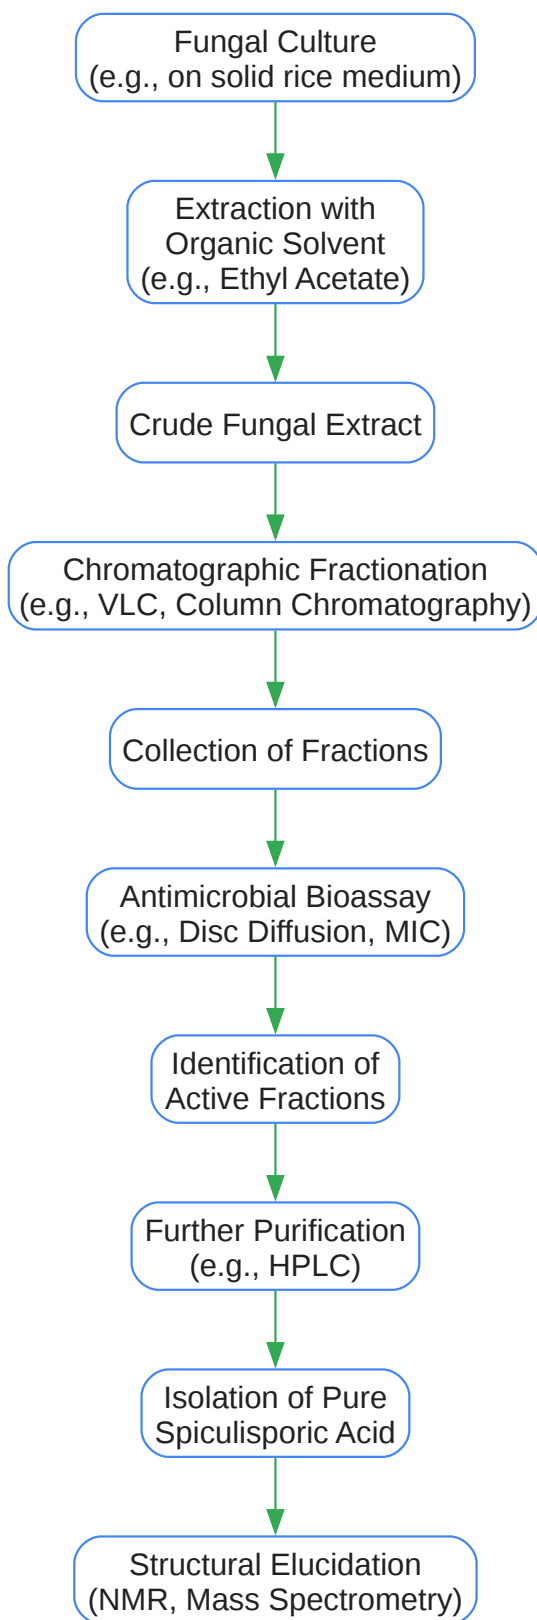 Fungal Culture
(e.g., on solid rice medium)
Extraction with
Organic Solvent
(e.g., Ethyl Acetate)
Crude Fungal Extract
Chromatographic Fractionation
(e.g., VLC, Column Chromatography)
Collection of Fractions
Antimicrobial Bioassay
(e.g., Disc Diffusion, MIC)
Identification of
Active Fractions
Further Purification
(e.g., HPLC)
Isolation of Pure
Spiculisporic Acid
Structural Elucidation
(NMR, Mass Spectrometry)